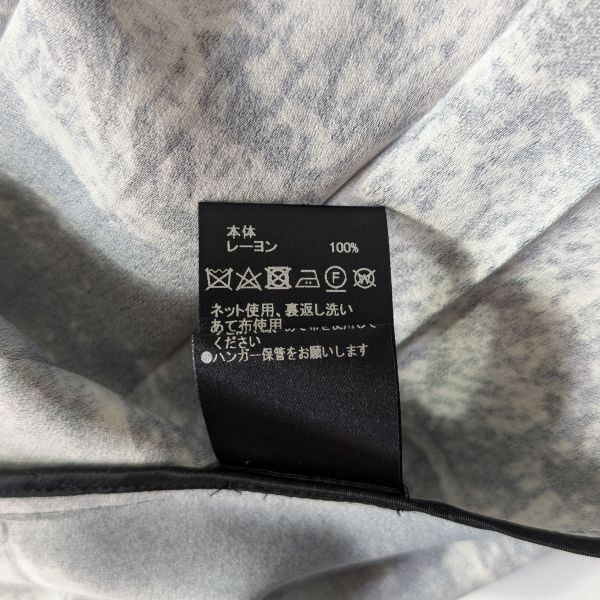 本体
レーヨン 100%
F W
ネット使用、裏返し洗い
あて布使用
ください
●ハンガー保管をお願いします